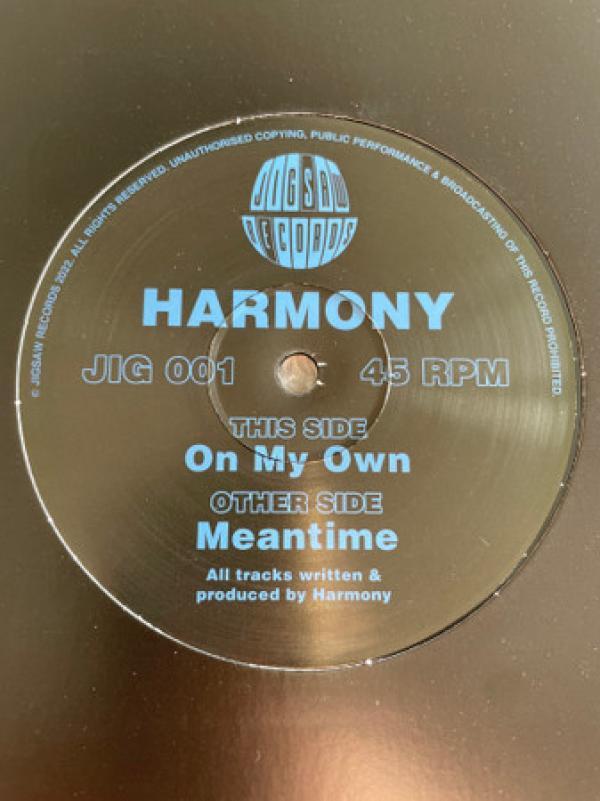 © JIGSAW RECORDS 2022. ALL RIGHTS RESERVED. UNAUTHORISED COPYING, PUBLIC PERFORMANCE & BROADCASTING OF THIS RECORD PROHIBITED.
JIGSAW
RECORDS
HARMONY
JIG 001 45 RPM
THIS SIDE
On My Own
OTHER SIDE
Meantime
All tracks written &
produced by Harmony